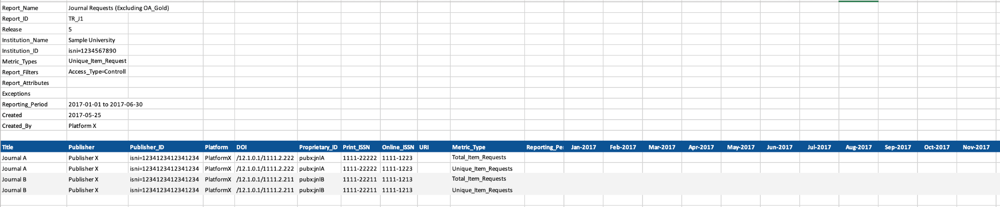 Report_Name Journal Requests (Excluding OA_Gold)
Report_ID TR_J1
Release 5
Institution_Name Sample University
Institution_ID isni=1234567890
Metric_Types Unique_Item_Request
Report_Filters Access_Type=Controll
Report_Attributes
Exceptions
Reporting_Period 2017-01-01 to 2017-06-30
Created 2017-05-25
Created_By Platform X
Title Publisher Publisher_ID Platform DOI Proprietary_ID Print_ISSN Online_ISSN URI Metric_Type Reporting_Pe Jan-2017 Feb-2017 Mar-2017 Apr-2017 May-2017 Jun-2017 Jul-2017 Aug-2017 Sep-2017 Oct-2017 Nov-2017
Journal A Publisher X isni=1234123412341234 PlatformX /12.1.0.1/1111.2.222 pubx:jnlA 1111-22222 1111-1223 Total_Item_Requests
Journal A Publisher X isni=1234123412341234 PlatformX /12.1.0.1/1111.2.222 pubx:jnlA 1111-22222 1111-1223 Unique_Item_Requests
Journal B Publisher X isni=1234123412341234 PlatformX /12.1.0.1/1111.2.211 pubx:jnlB 1111-22211 1111-1213 Total_Item_Requests
Journal B Publisher X isni=1234123412341234 PlatformX /12.1.0.1/1111.2.211 pubx:jnlB 1111-22211 1111-1213 Unique_Item_Requests